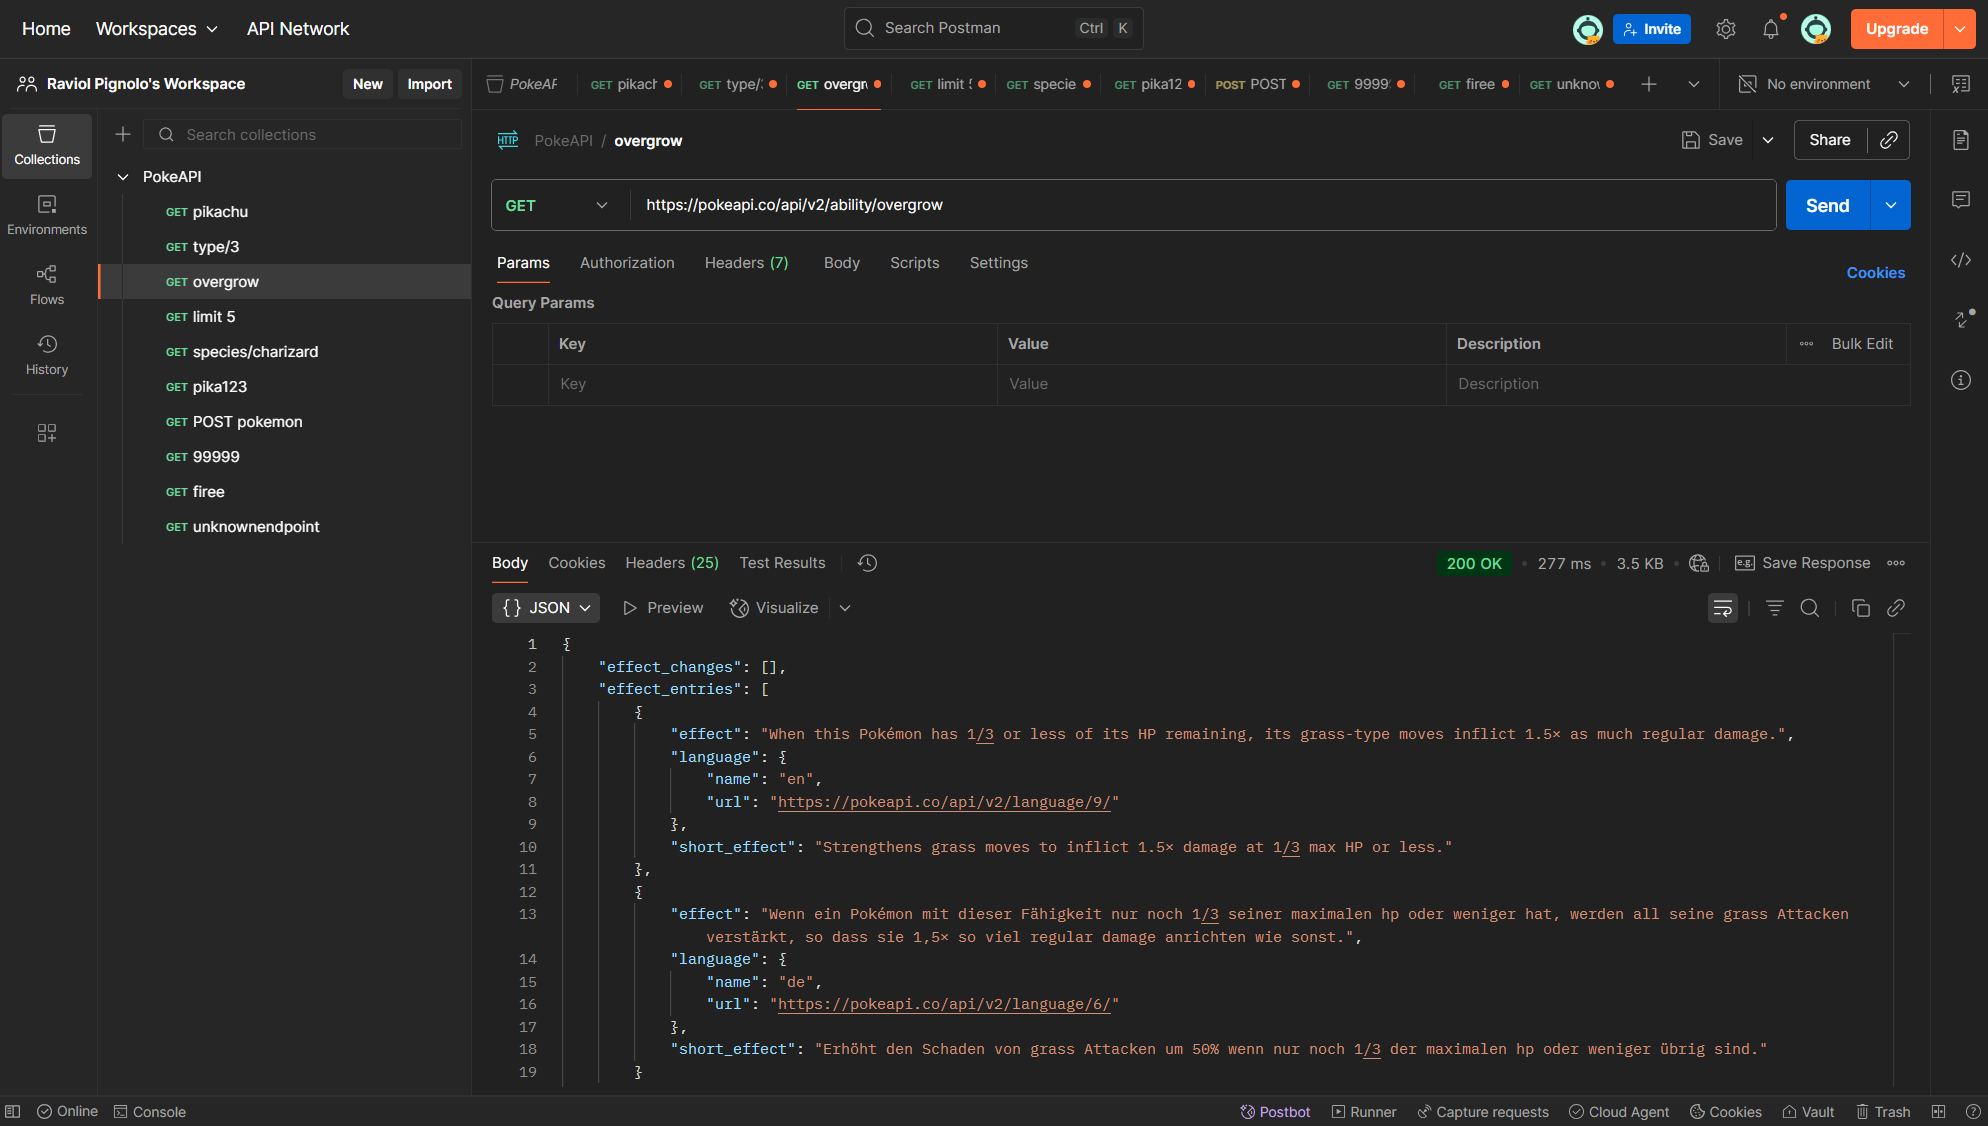 Home Workspaces API Network Search Postman Ctrl K Invite Upgrade
Raviol Pignolo's Workspace New Import
PokeAP GET pikach GET type/3 GET overgr GET limit 5 GET specie GET pika12 POST POST GET 9999 GET firee GET unkno No environment
Collections
Environments
Flows
History
Search collections
PokeAPI
GET pikachu
GET type/3
GET overgrow
GET limit 5
GET species/charizard
GET pika123
GET POST pokemon
GET 99999
GET firee
GET unknownendpoint
HTTP PokeAPI / overgrow Save Share
GET https://pokeapi.co/api/v2/ability/overgrow Send
Params Authorization Headers (7) Body Scripts Settings Cookies
Query Params
Key Value Description Bulk Edit
Key Value Description
Body Cookies Headers (25) Test Results 200 OK 277 ms 3.5 KB e.g. Save Response
{} JSON Preview Visualize
1 {
2 "effect_changes": [],
3 "effect_entries": [
4 {
5 "effect": "When this Pokémon has 1/3 or less of its HP remaining, its grass-type moves inflict 1.5× as much regular damage.",
6 "language": {
7 "name": "en",
8 "url": "https://pokeapi.co/api/v2/language/9/"
9 },
10 "short_effect": "Strengthens grass moves to inflict 1.5× damage at 1/3 max HP or less."
11 },
12 {
13 "effect": "Wenn ein Pokémon mit dieser Fähigkeit nur noch 1/3 seiner maximalen hp oder weniger hat, werden all seine grass Attacken
verstärkt, so dass sie 1,5× so viel regular damage anrichten wie sonst.",
14 "language": {
15 "name": "de",
16 "url": "https://pokeapi.co/api/v2/language/6/"
17 },
18 "short_effect": "Erhöht den Schaden von grass Attacken um 50% wenn nur noch 1/3 der maximalen hp oder weniger übrig sind."
19 }
Online Console Postbot Runner Capture requests Cloud Agent Cookies Vault Trash